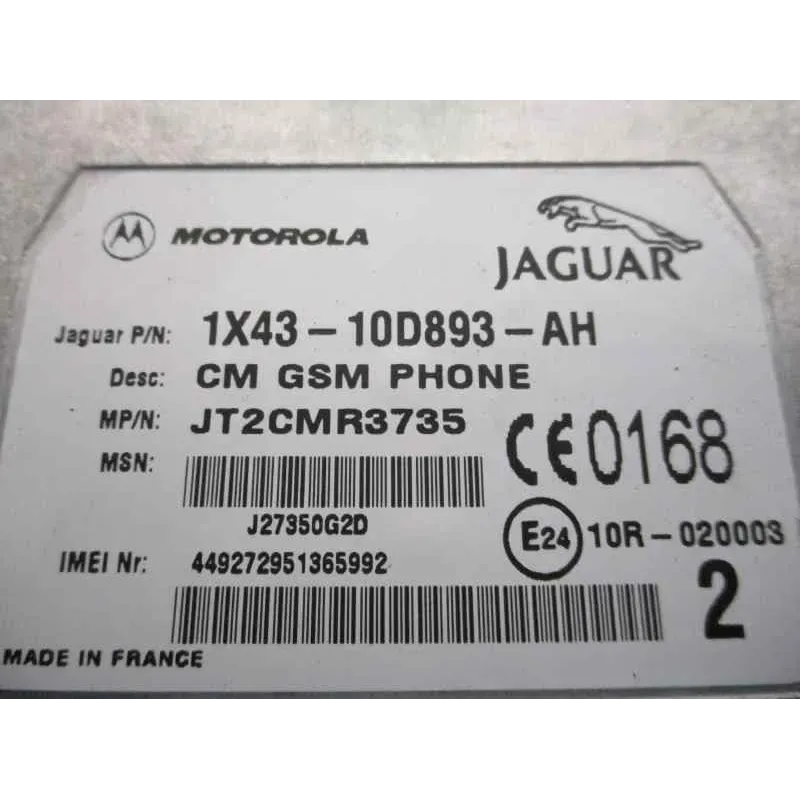 MOTOROLA
JAGUAR
Jaguar P/N: 1X43-10D893-AH
Desc: CM GSM PHONE
MP/N: JT2CMR3735
MSN:
CE0168
J27350G2D
E24 10R-020003
IMEI Nr: 449272951365992
2
MADE IN FRANCE